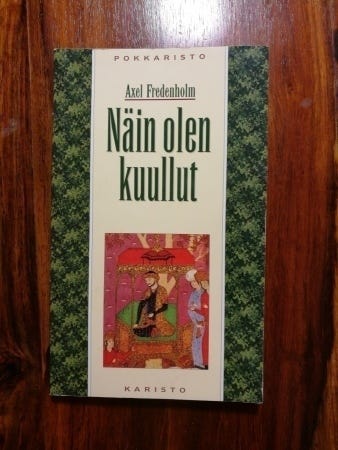 POKKARISTO
Axel Fredenholm
Näin olen
kuullut
KARISTO